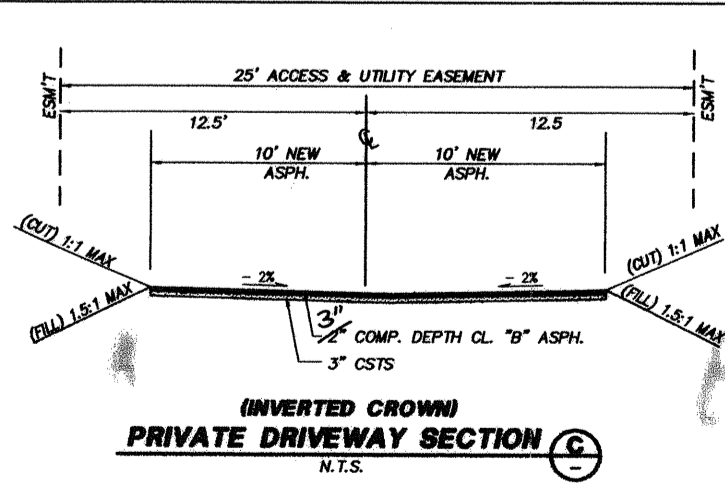 25' ACCESS & UTILITY EASEMENT
ESM'T
ESM'T
12.5'
12.5
℄
10' NEW
ASPH.
10' NEW
ASPH.
(CUT) 1:1 MAX
(CUT) 1:1 MAX
- 2%
- 2%
(FILL) 1.5:1 MAX
(FILL) 1.5:1 MAX
3"
2" COMP. DEPTH CL. "B" ASPH.
3" CSTS
(INVERTED CROWN)
PRIVATE DRIVEWAY SECTION C
-
N.T.S.